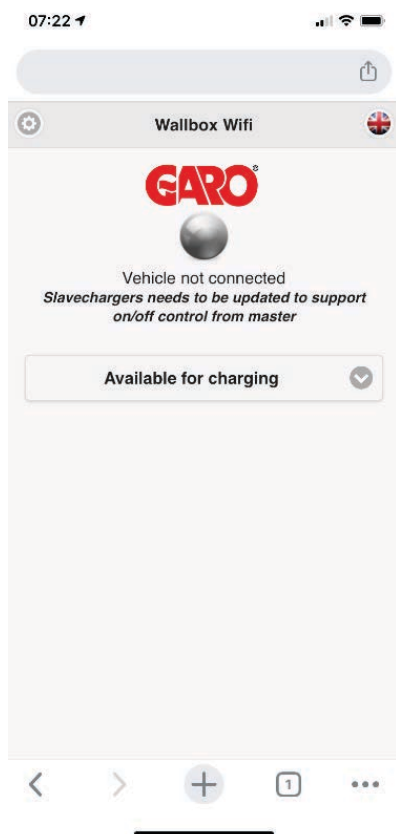 07:22
Wallbox Wifi
GARO®
Vehicle not connected
Slavechargers needs to be updated to support
on/off control from master
Available for charging
1